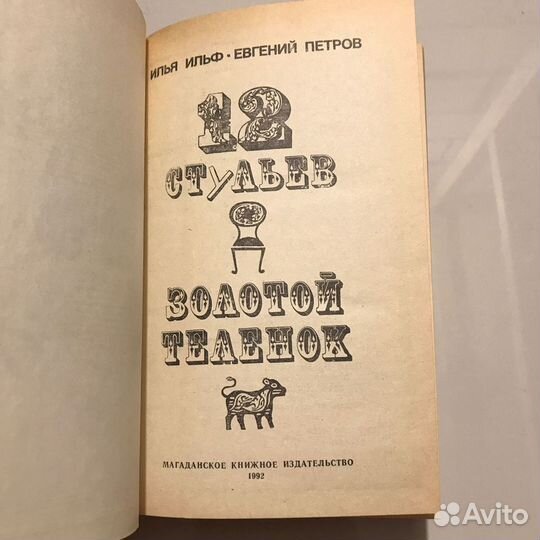 ИЛЬЯ ИЛЬФ · ЕВГЕНИЙ ПЕТРОВ
12
СТУЛЬЕВ
ЗОЛОТОЙ
ТЕЛЕНОК
МАГАДАНСКОЕ КНИЖНОЕ ИЗДАТЕЛЬСТВО
1992
Avito